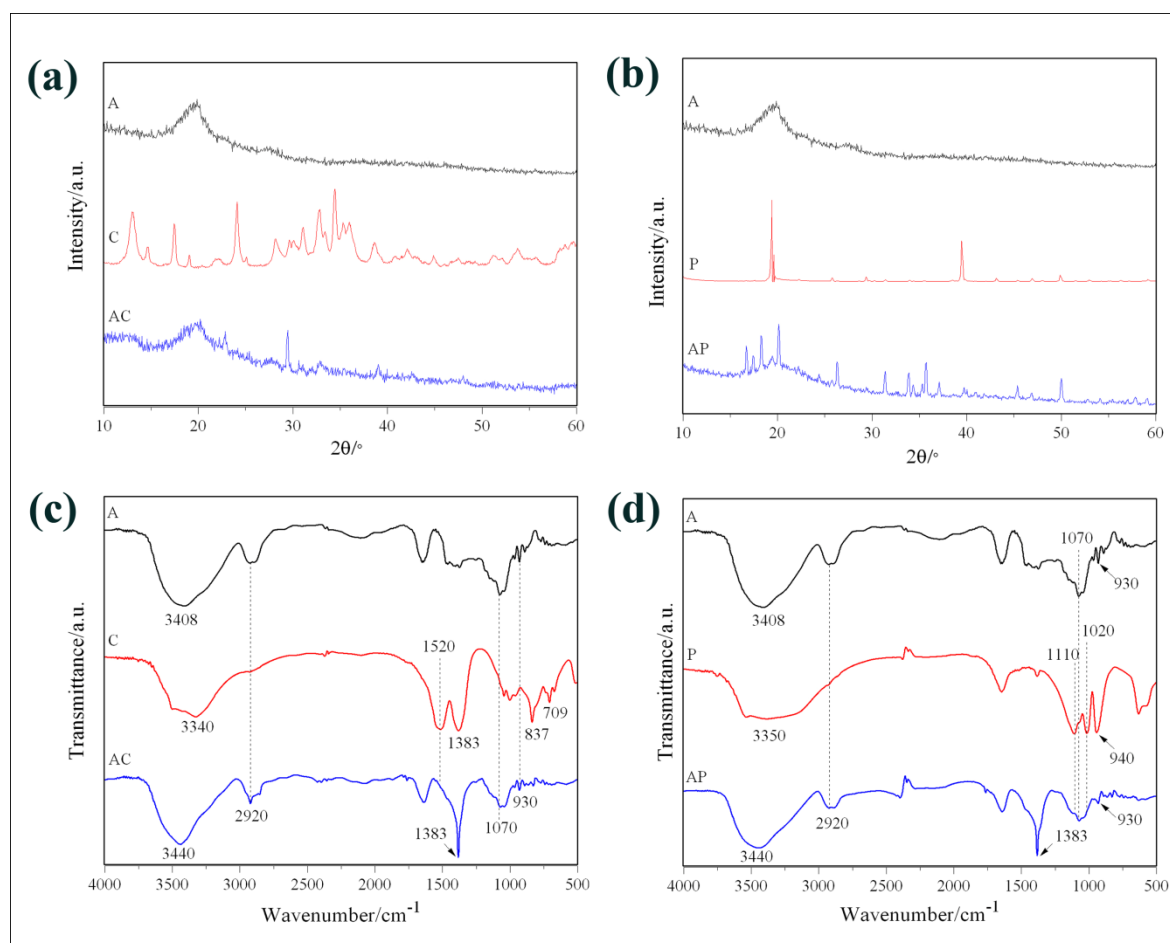 (a)
A
C
AC
Intensity/a.u.
10 20 30 40 50 60
2θ/°
(b)
A
P
AP
Intensity/a.u.
10 20 30 40 50 60
2θ/°
(c)
A
3408
C
1520
3340
1383
837
709
AC
2920
3440
1383
1070
930
Transmittance/a.u.
4000 3500 3000 2500 2000 1500 1000 500
Wavenumber/cm⁻¹
(d)
A
1070
930
3408
P
1020
1110
3350
940
AP
2920
3440
1383
930
Transmittance/a.u.
4000 3500 3000 2500 2000 1500 1000 500
Wavenumber/cm⁻¹